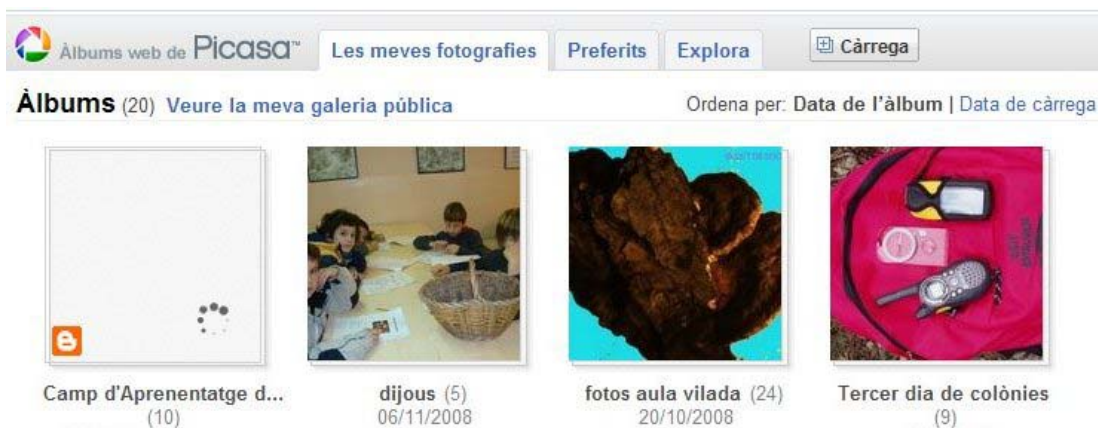 Àlbums web de Picasa™ Les meves fotografies Preferits Explora Càrrega
Àlbums (20) Veure la meva galeria pública Ordena per: Data de l'àlbum | Data de càrrega
Camp d'Aprenentatge d... dijous (5) fotos aula vilada (24) Tercer dia de colònies
(10) 06/11/2008 20/10/2008 (9)